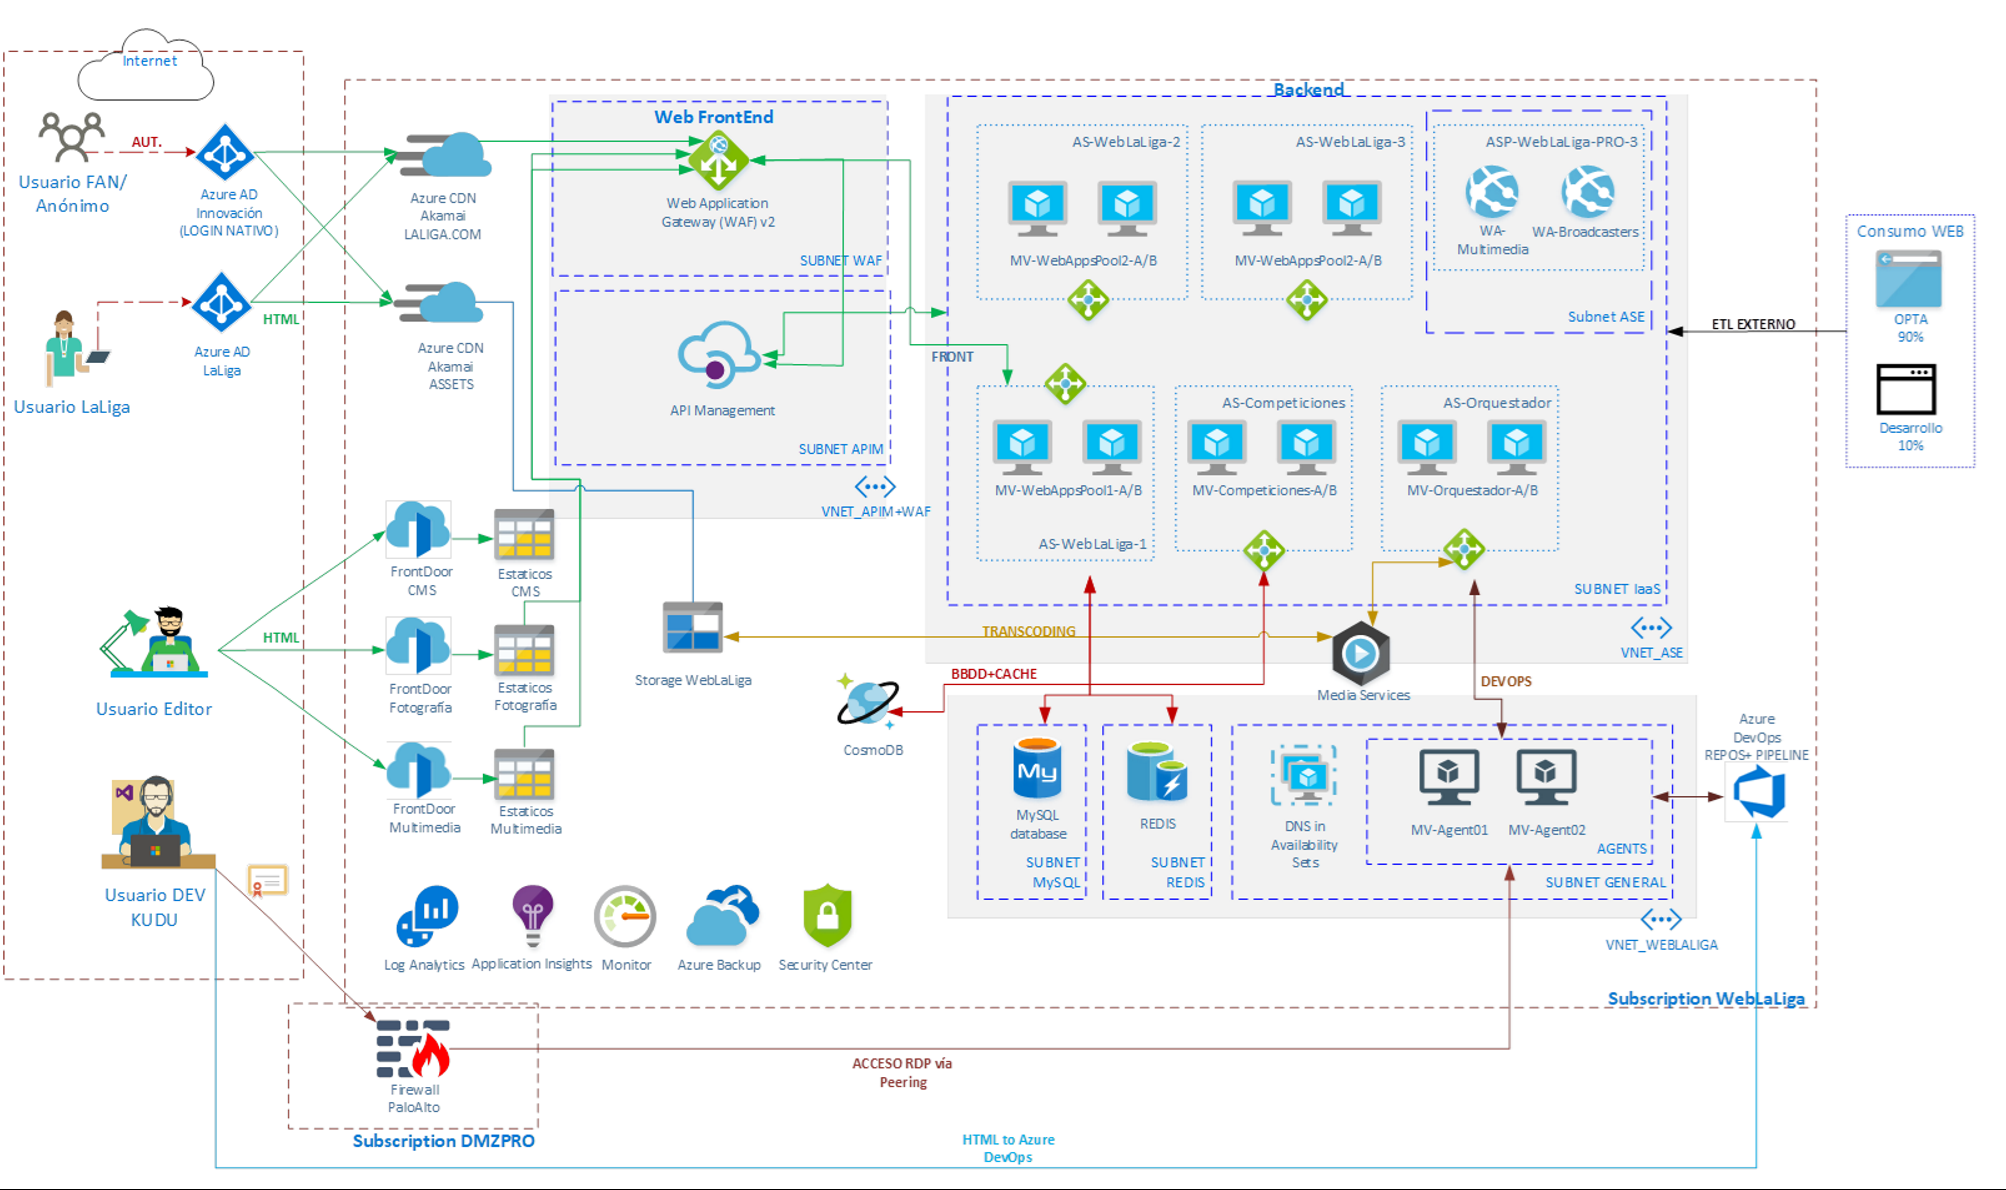 Internet
AUT.
Usuario FAN/
Anónimo
Azure AD
Innovación
(LOGIN NATIVO)
HTML
Azure AD
LaLiga
Usuario LaLiga
Azure CDN
Akamai
LALIGA.COM
Azure CDN
Akamai
ASSETS
Web FrontEnd
Web Application
Gateway (WAF) v2
SUBNET WAF
API Management
SUBNET APIM
VNET_APIM+WAF
Backend
AS-WebLaLiga-2
MV-WebAppsPool2-A/B
AS-WebLaLiga-3
MV-WebAppsPool2-A/B
ASP-WebLaLiga-PRO-3
WA-
Multimedia
WA-Broadcasters
Subnet ASE
FRONT
MV-WebAppsPool1-A/B
AS-WebLaLiga-1
AS-Competiciones
MV-Competiciones-A/B
AS-Orquestador
MV-Orquestador-A/B
SUBNET IaaS
VNET_ASE
ETL EXTERNO
Consumo WEB
OPTA
90%
Desarrollo
10%
HTML
Usuario Editor
FrontDoor
CMS
Estaticos
CMS
FrontDoor
Fotografía
Estaticos
Fotografía
FrontDoor
Multimedia
Estaticos
Multimedia
Storage WebLaLiga
TRANSCODING
Media Services
BBDD+CACHE
CosmoDB
DEVOPS
My
MySQL
database
SUBNET
MySQL
REDIS
SUBNET
REDIS
DNS in
Availability
Sets
MV-Agent01
MV-Agent02
AGENTS
SUBNET GENERAL
VNET_WEBLALIGA
Azure
DevOps
REPOS+ PIPELINE
Usuario DEV
KUDU
Log Analytics
Application Insights
Monitor
Azure Backup
Security Center
Subscription WebLaLiga
Firewall
PaloAlto
Subscription DMZPRO
ACCESO RDP vía
Peering
HTML to Azure
DevOps